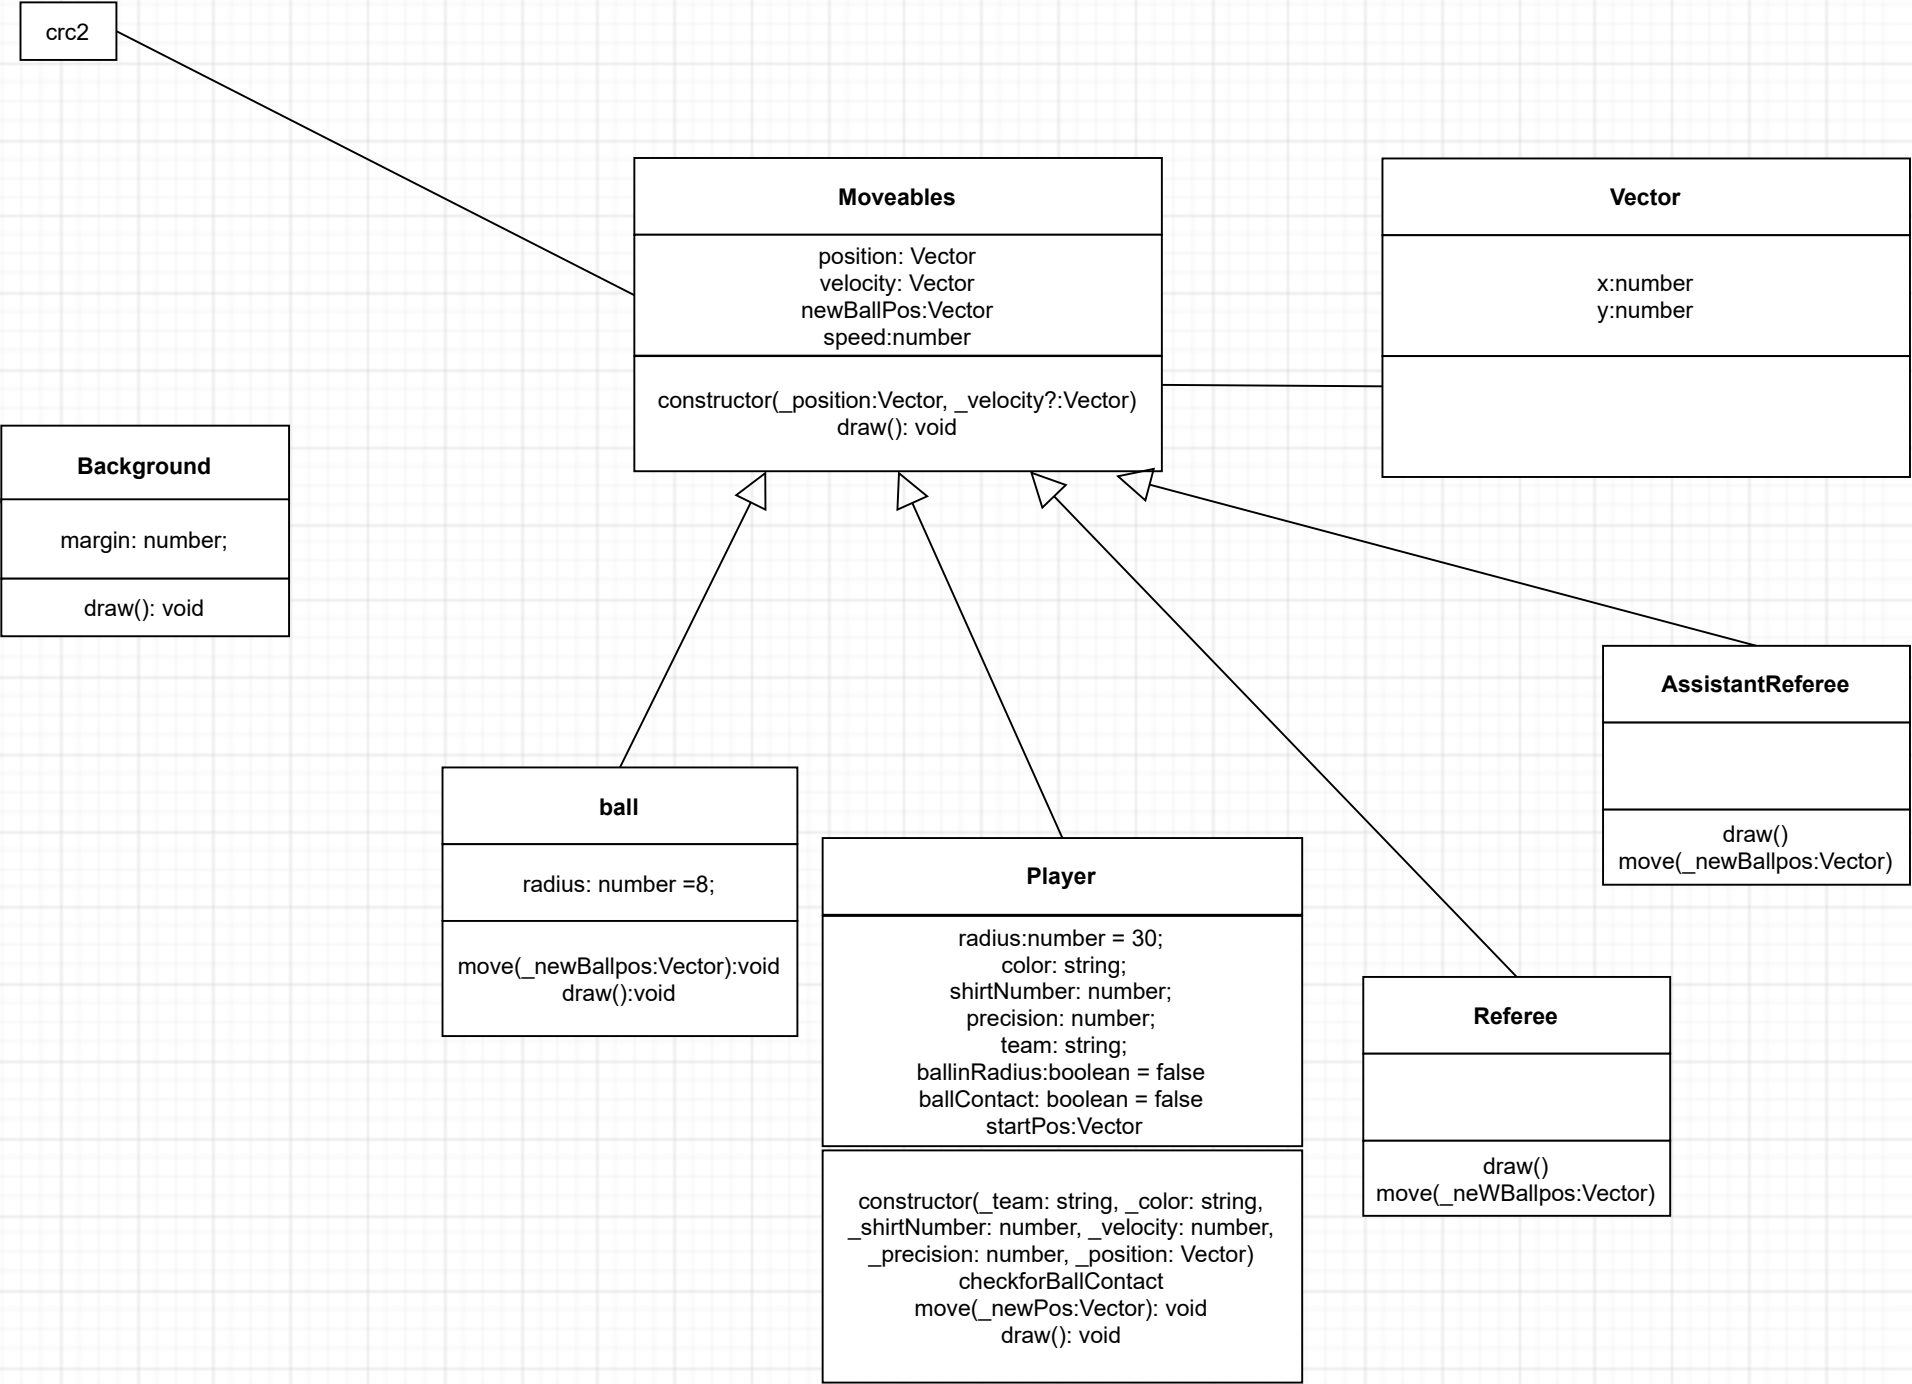 crc2
Moveables
position: Vector
velocity: Vector
newBallPos:Vector
speed:number
constructor(_position:Vector, _velocity?:Vector)
draw(): void
Vector
x:number
y:number
Background
margin: number;
draw(): void
AssistantReferee
draw()
move(_newBallpos:Vector)
ball
radius: number =8;
move(_newBallpos:Vector):void
draw():void
Player
radius:number = 30;
color: string;
shirtNumber: number;
precision: number;
team: string;
ballinRadius:boolean = false
ballContact: boolean = false
startPos:Vector
constructor(_team: string, _color: string,
_shirtNumber: number, _velocity: number,
_precision: number, _position: Vector)
checkforBallContact
move(_newPos:Vector): void
draw(): void
Referee
draw()
move(_neWBallpos:Vector)